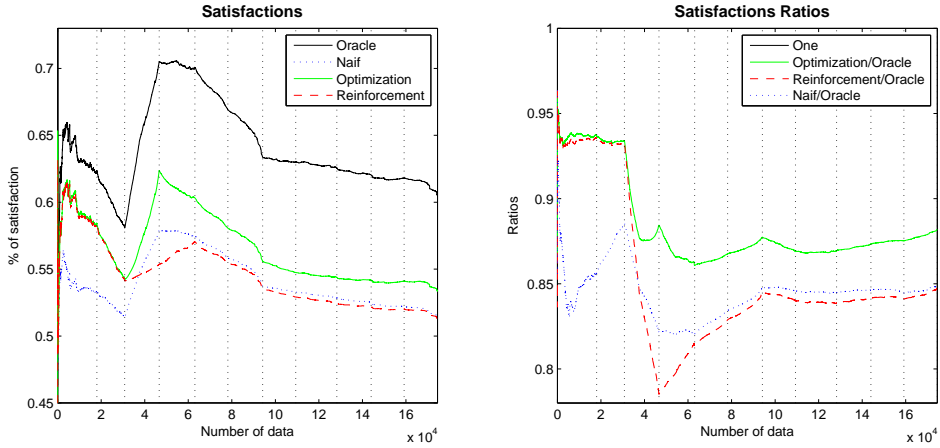 Satisfactions
% of satisfaction
0.7
0.65
0.6
0.55
0.5
0.45
Oracle
Naif
Optimization
Reinforcement
0 2 4 6 8 10 12 14 16
Number of data
x 10^4
Satisfactions Ratios
Ratios
1
0.95
0.9
0.85
0.8
One
Optimization/Oracle
Reinforcement/Oracle
Naif/Oracle
0 2 4 6 8 10 12 14 16
Number of data
x 10^4